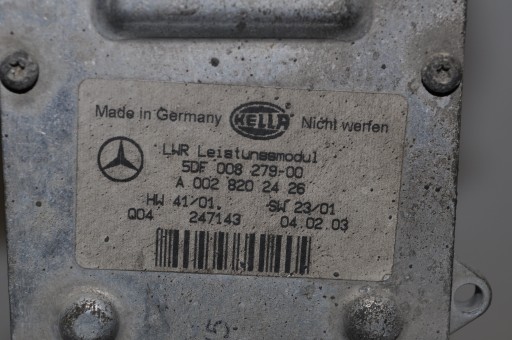 Made in Germany HELLA Nicht werfen
LWR Leistungsmodul
5DF 008 279-00
A 002 820 24 26
HW 41/01. SW 23/01
Q04 247143 04.02.03